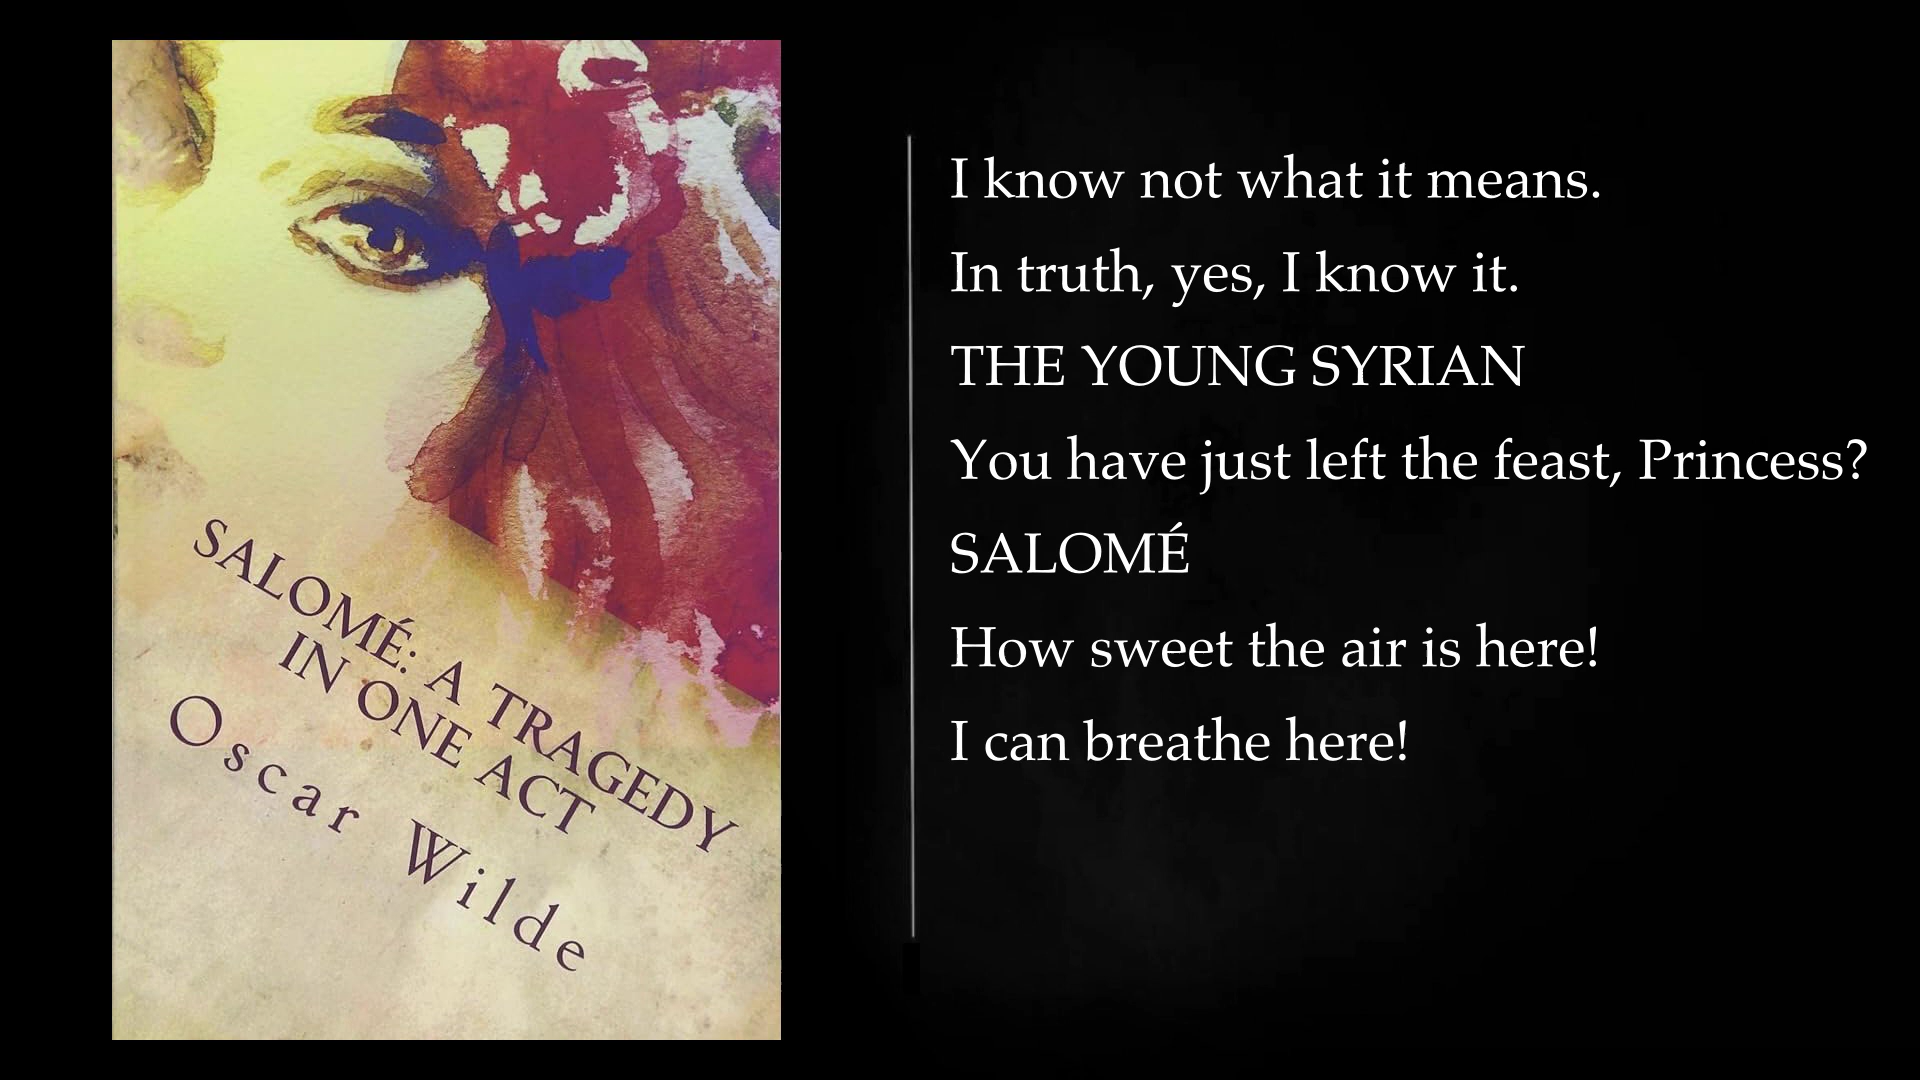 SALOMÉ: A TRAGEDY
IN ONE ACT
Oscar Wilde
I know not what it means.
In truth, yes, I know it.
THE YOUNG SYRIAN
You have just left the feast, Princess?
SALOMÉ
How sweet the air is here!
I can breathe here!